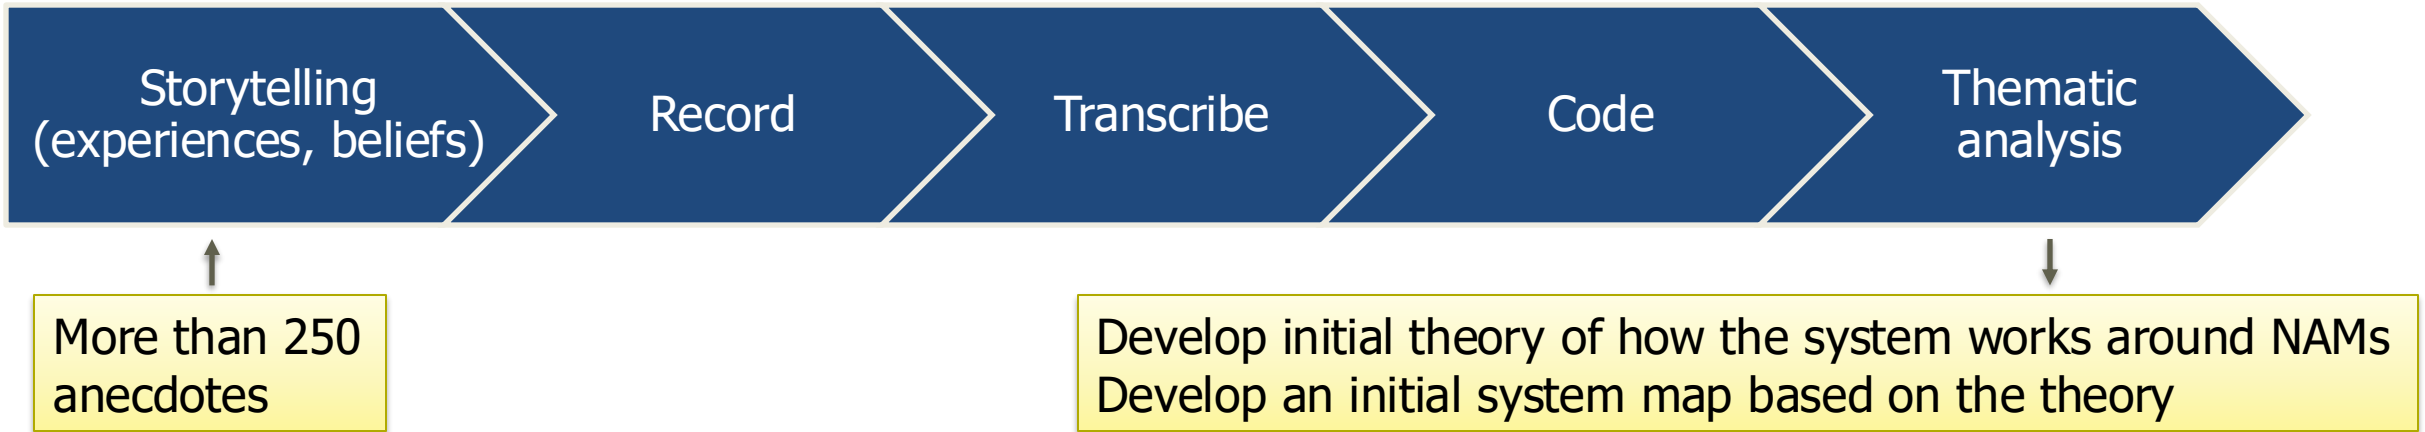 Storytelling
(experiences, beliefs)
Record
Transcribe
Code
Thematic
analysis
More than 250
anecdotes
Develop initial theory of how the system works around NAMs
Develop an initial system map based on the theory